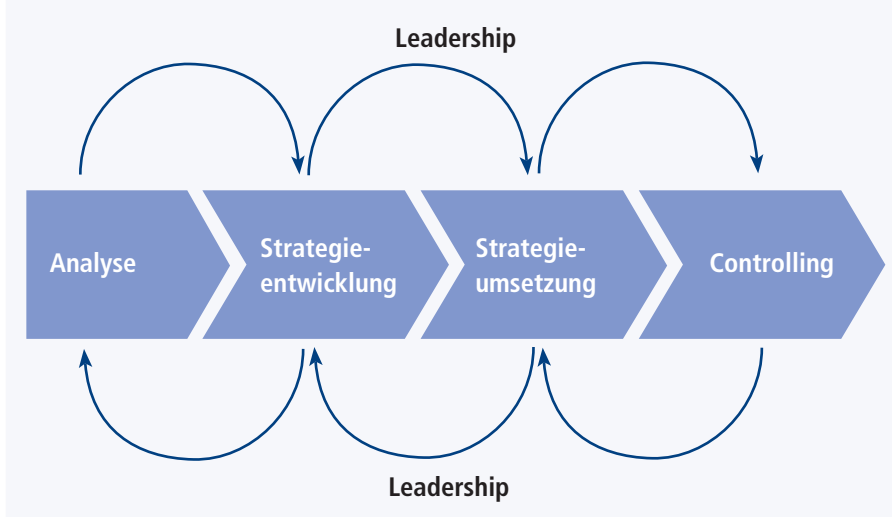 Leadership
Analyse
Strategie-
entwicklung
Strategie-
umsetzung
Controlling
Leadership